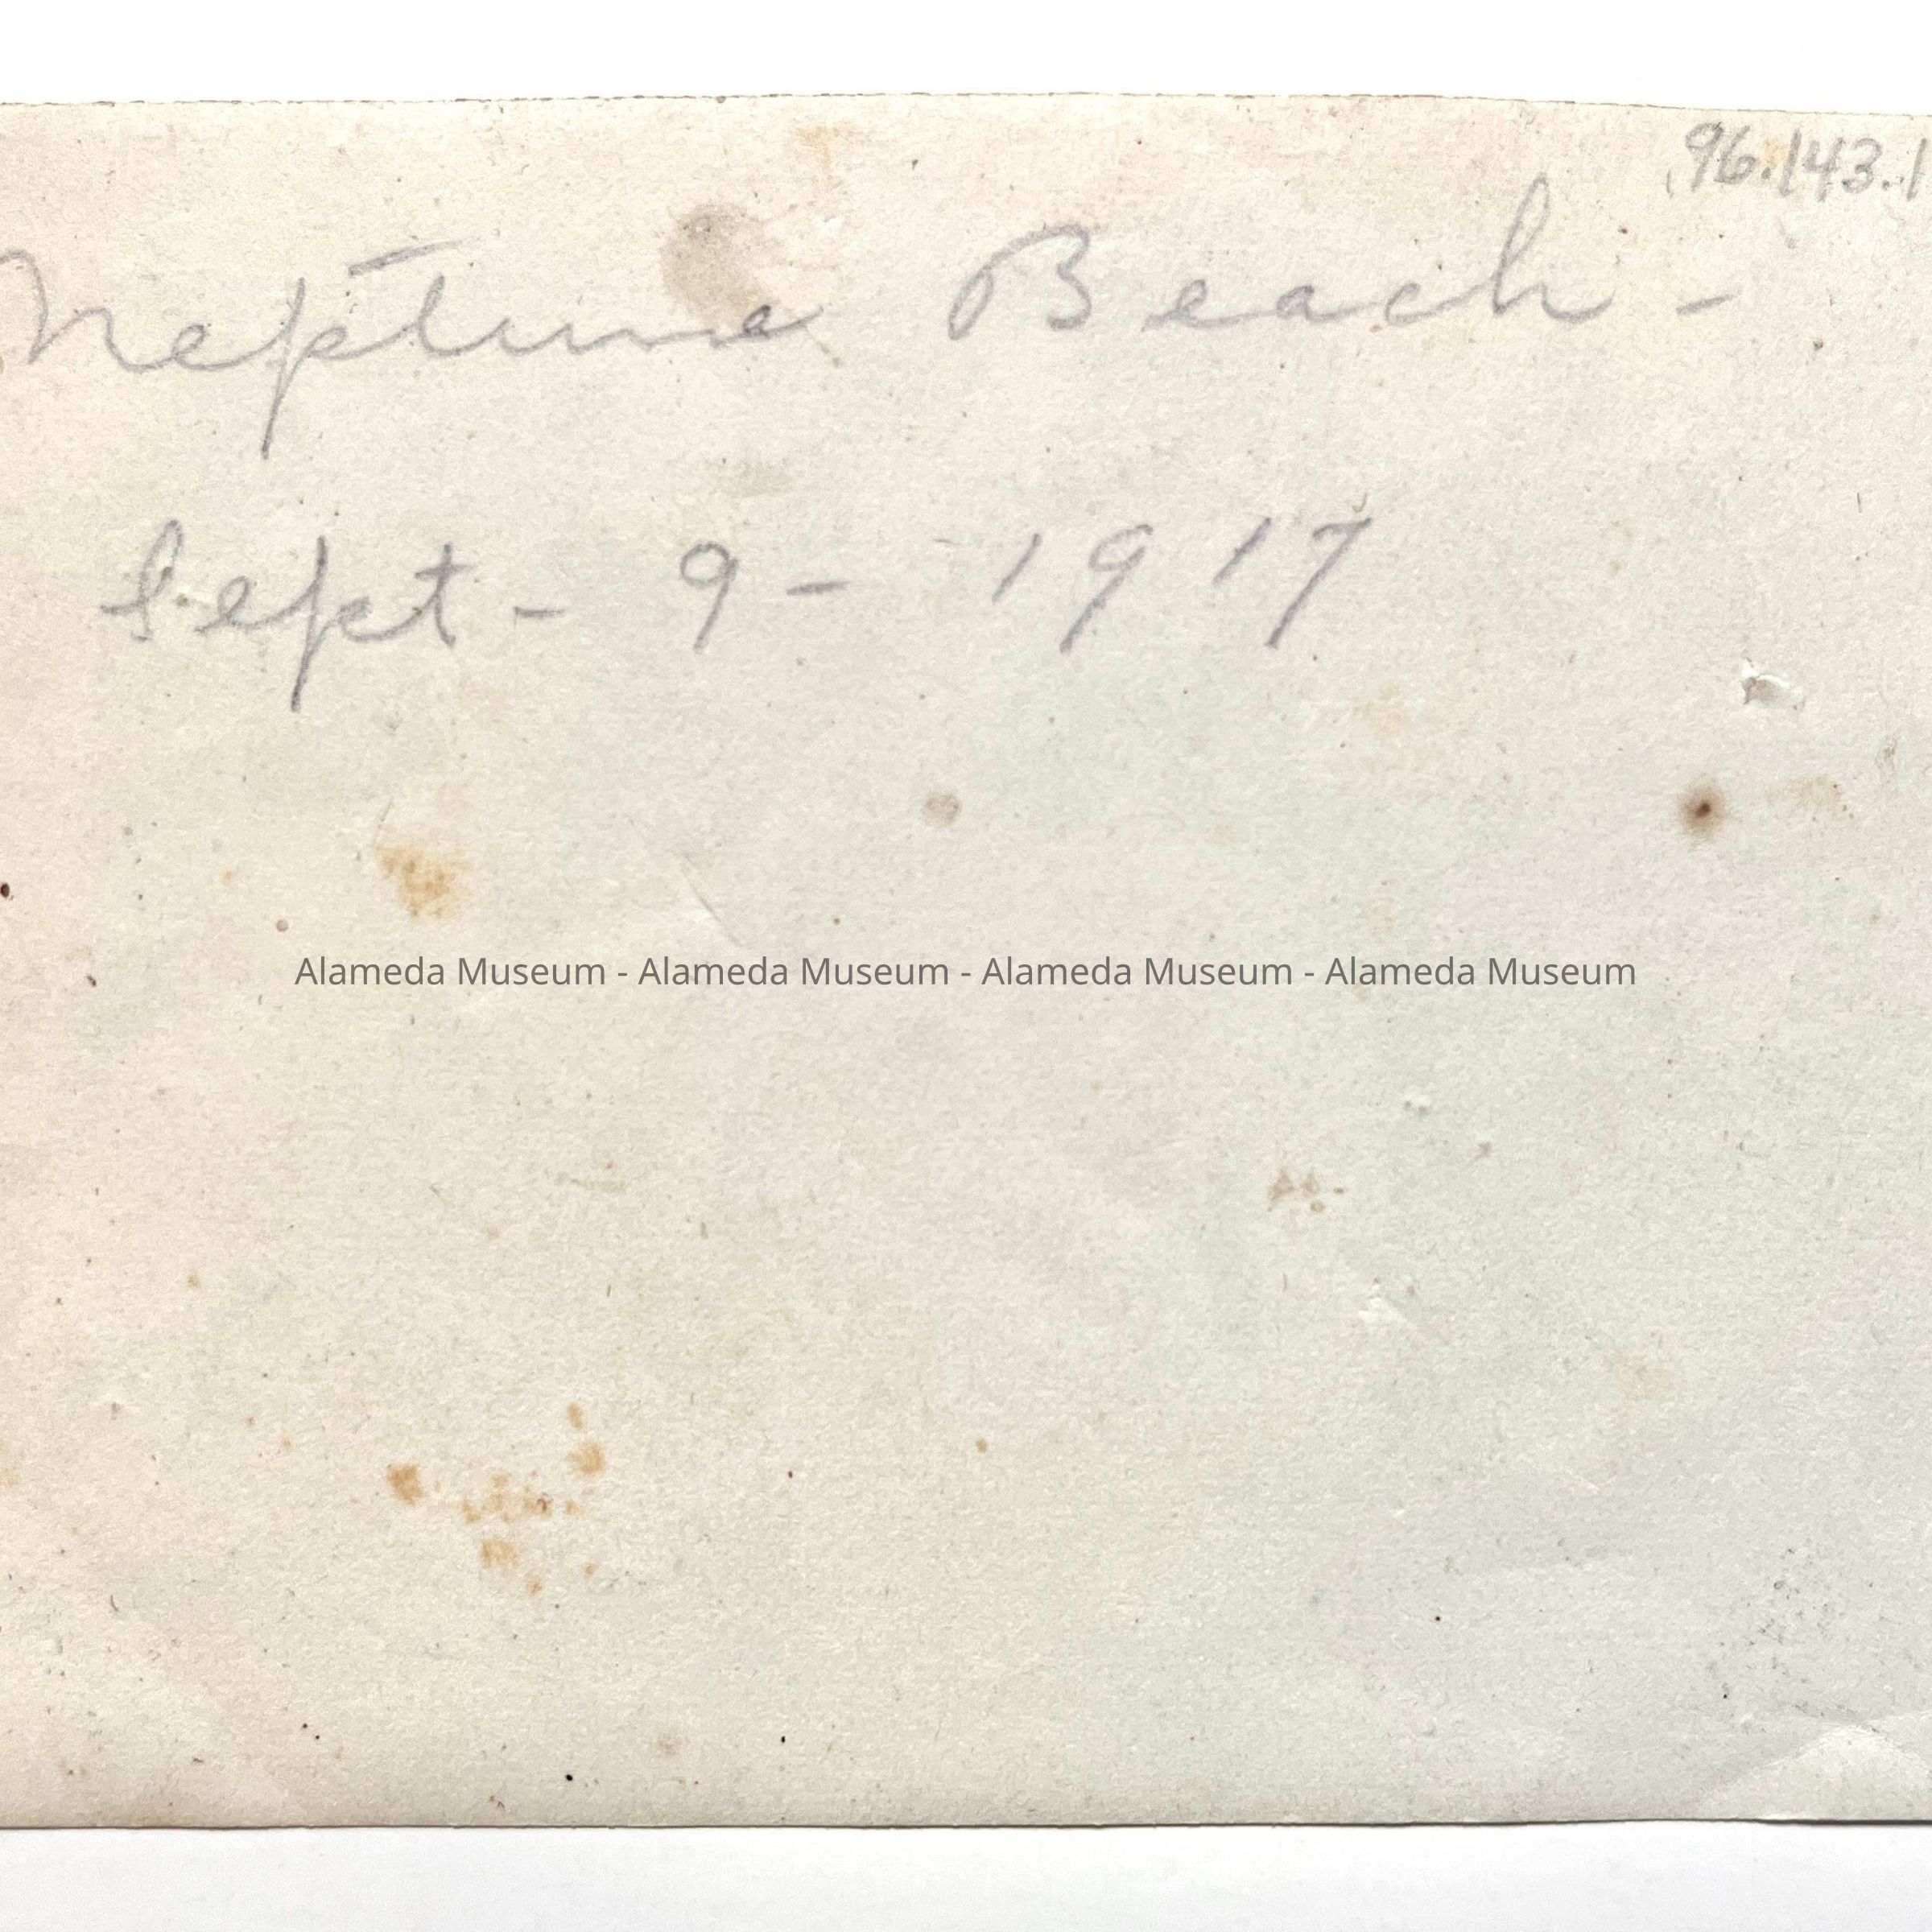 96.143.1
Neptune Beach -
Sept - 9 - 1917
Alameda Museum - Alameda Museum - Alameda Museum - Alameda Museum